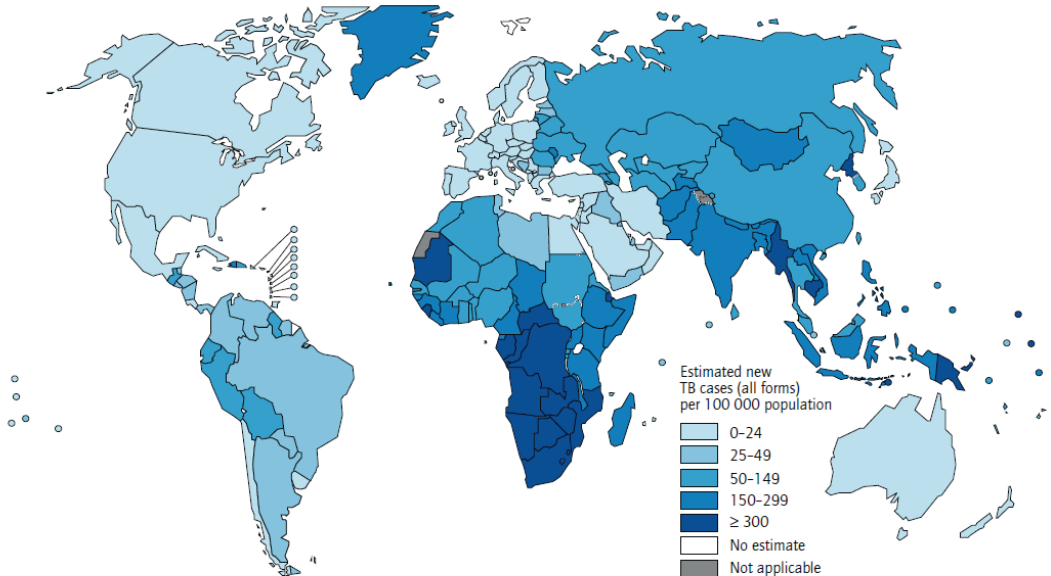 Estimated new
TB cases (all forms)
per 100 000 population
0–24
25–49
50–149
150–299
≥ 300
No estimate
Not applicable